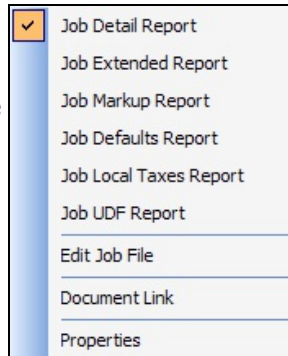 Job Detail Report
Job Extended Report
Job Markup Report
Job Defaults Report
Job Local Taxes Report
Job UDF Report
Edit Job File
Document Link
Properties